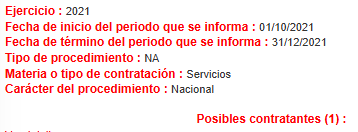 Ejercicio : 2021
Fecha de inicio del periodo que se informa : 01/10/2021
Fecha de término del periodo que se informa : 31/12/2021
Tipo de procedimiento : NA
Materia o tipo de contratación : Servicios
Carácter del procedimiento : Nacional
Posibles contratantes (1) :